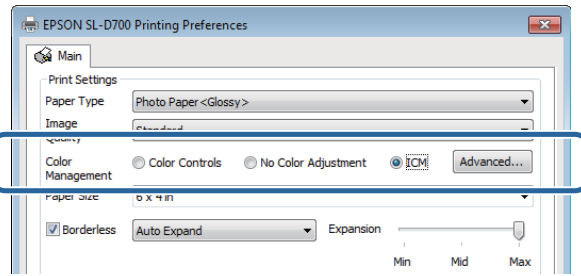 EPSON SL-D700 Printing Preferences
Main
Print Settings
Paper Type Photo Paper<Glossy>
Image
Quality Standard
Color
Management Color Controls No Color Adjustment ICM Advanced...
Paper Size 6 x 4 in
Borderless Auto Expand Expansion
Min Mid Max